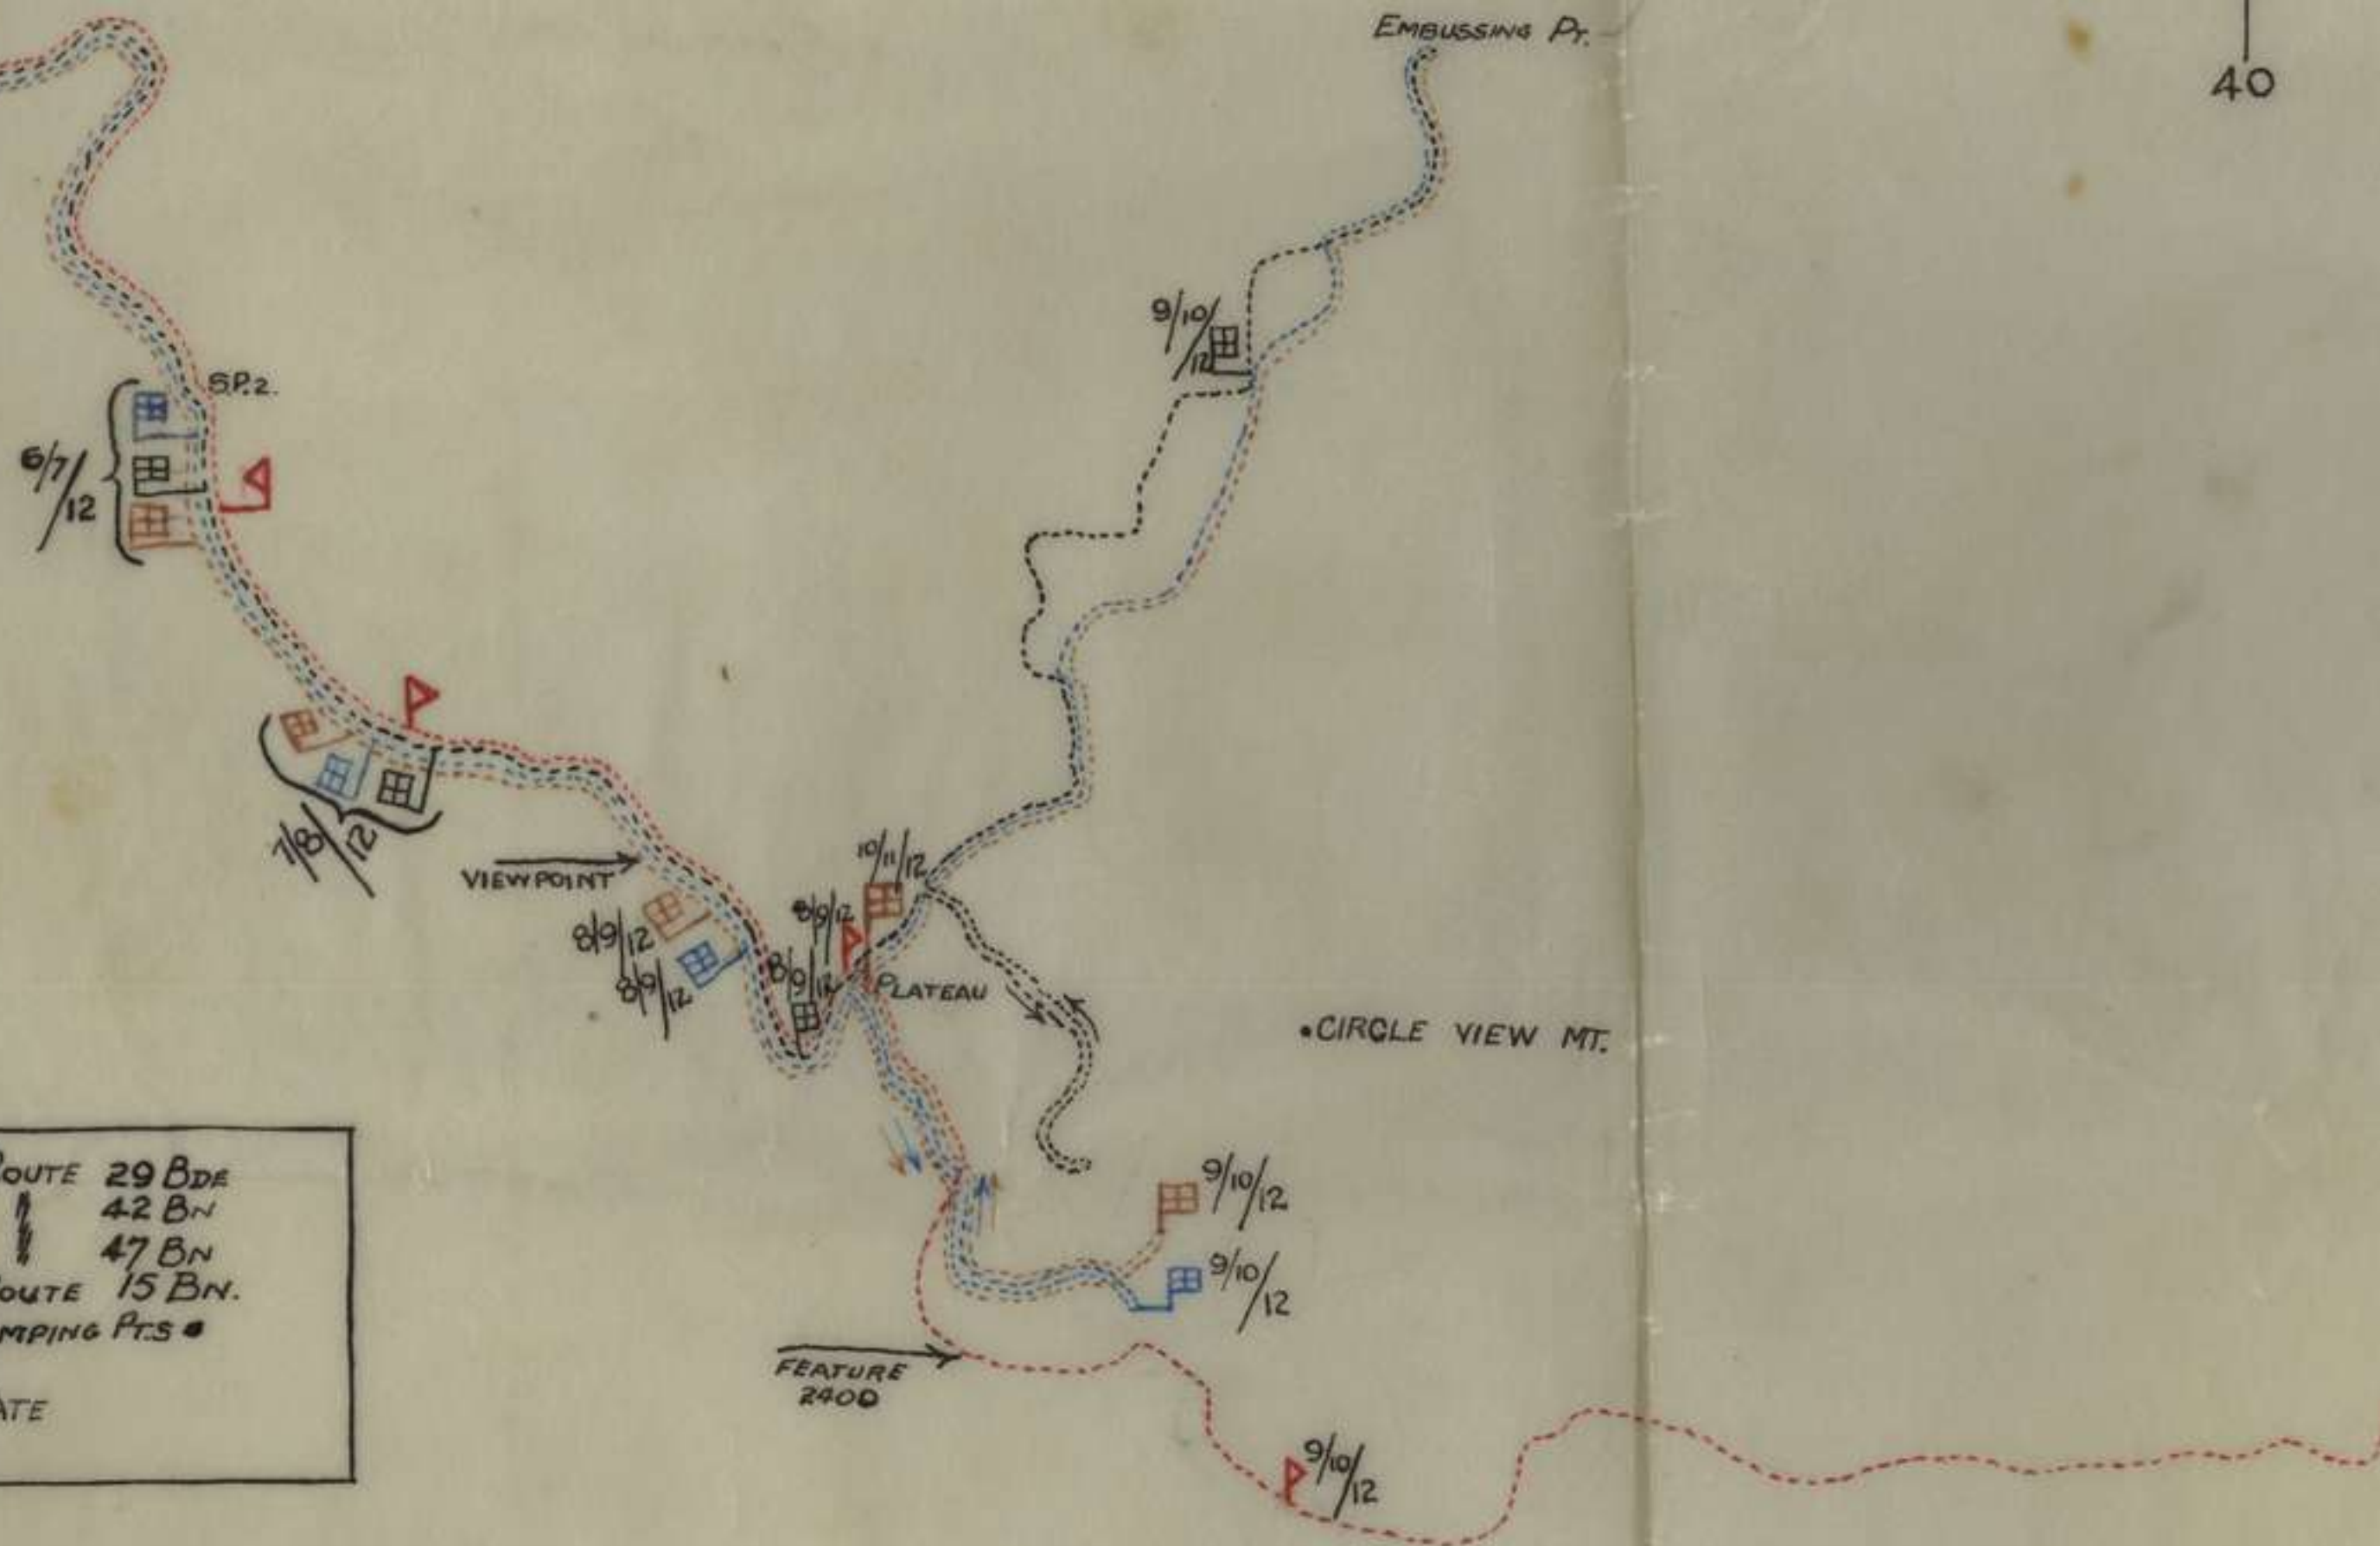 EMBUSSING PT.
40
9/10/12
S.P.2.
6/7/12
7/8/12
VIEWPOINT
10/11/12
8/9/12
8/9/12
8/9/12
8/9/12
PLATEAU
• CIRCLE VIEW MT.
OUTE 29 BDE
" 42 BN
" 47 BN
OUTE 15 BN.
MPING PTS •
ATE
9/10/12
9/10/12
FEATURE
2400
9/10/12